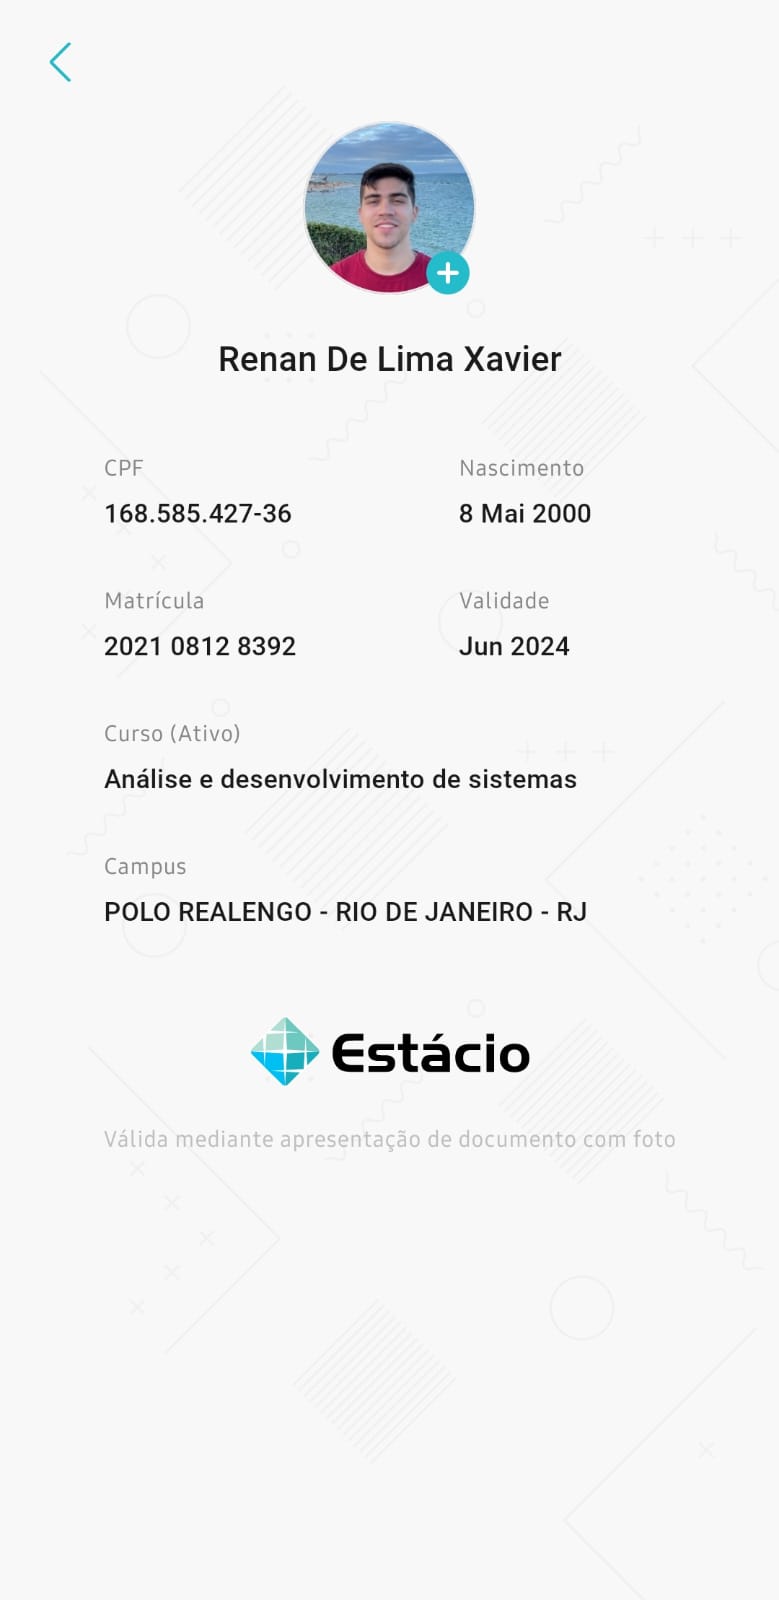 Renan De Lima Xavier
CPF
Nascimento
168.585.427-36
8 Mai 2000
Matrícula
Validade
2021 0812 8392
Jun 2024
Curso (Ativo)
Análise e desenvolvimento de sistemas
Campus
POLO REALENGO - RIO DE JANEIRO - RJ
Estácio
Válida mediante apresentação de documento com foto